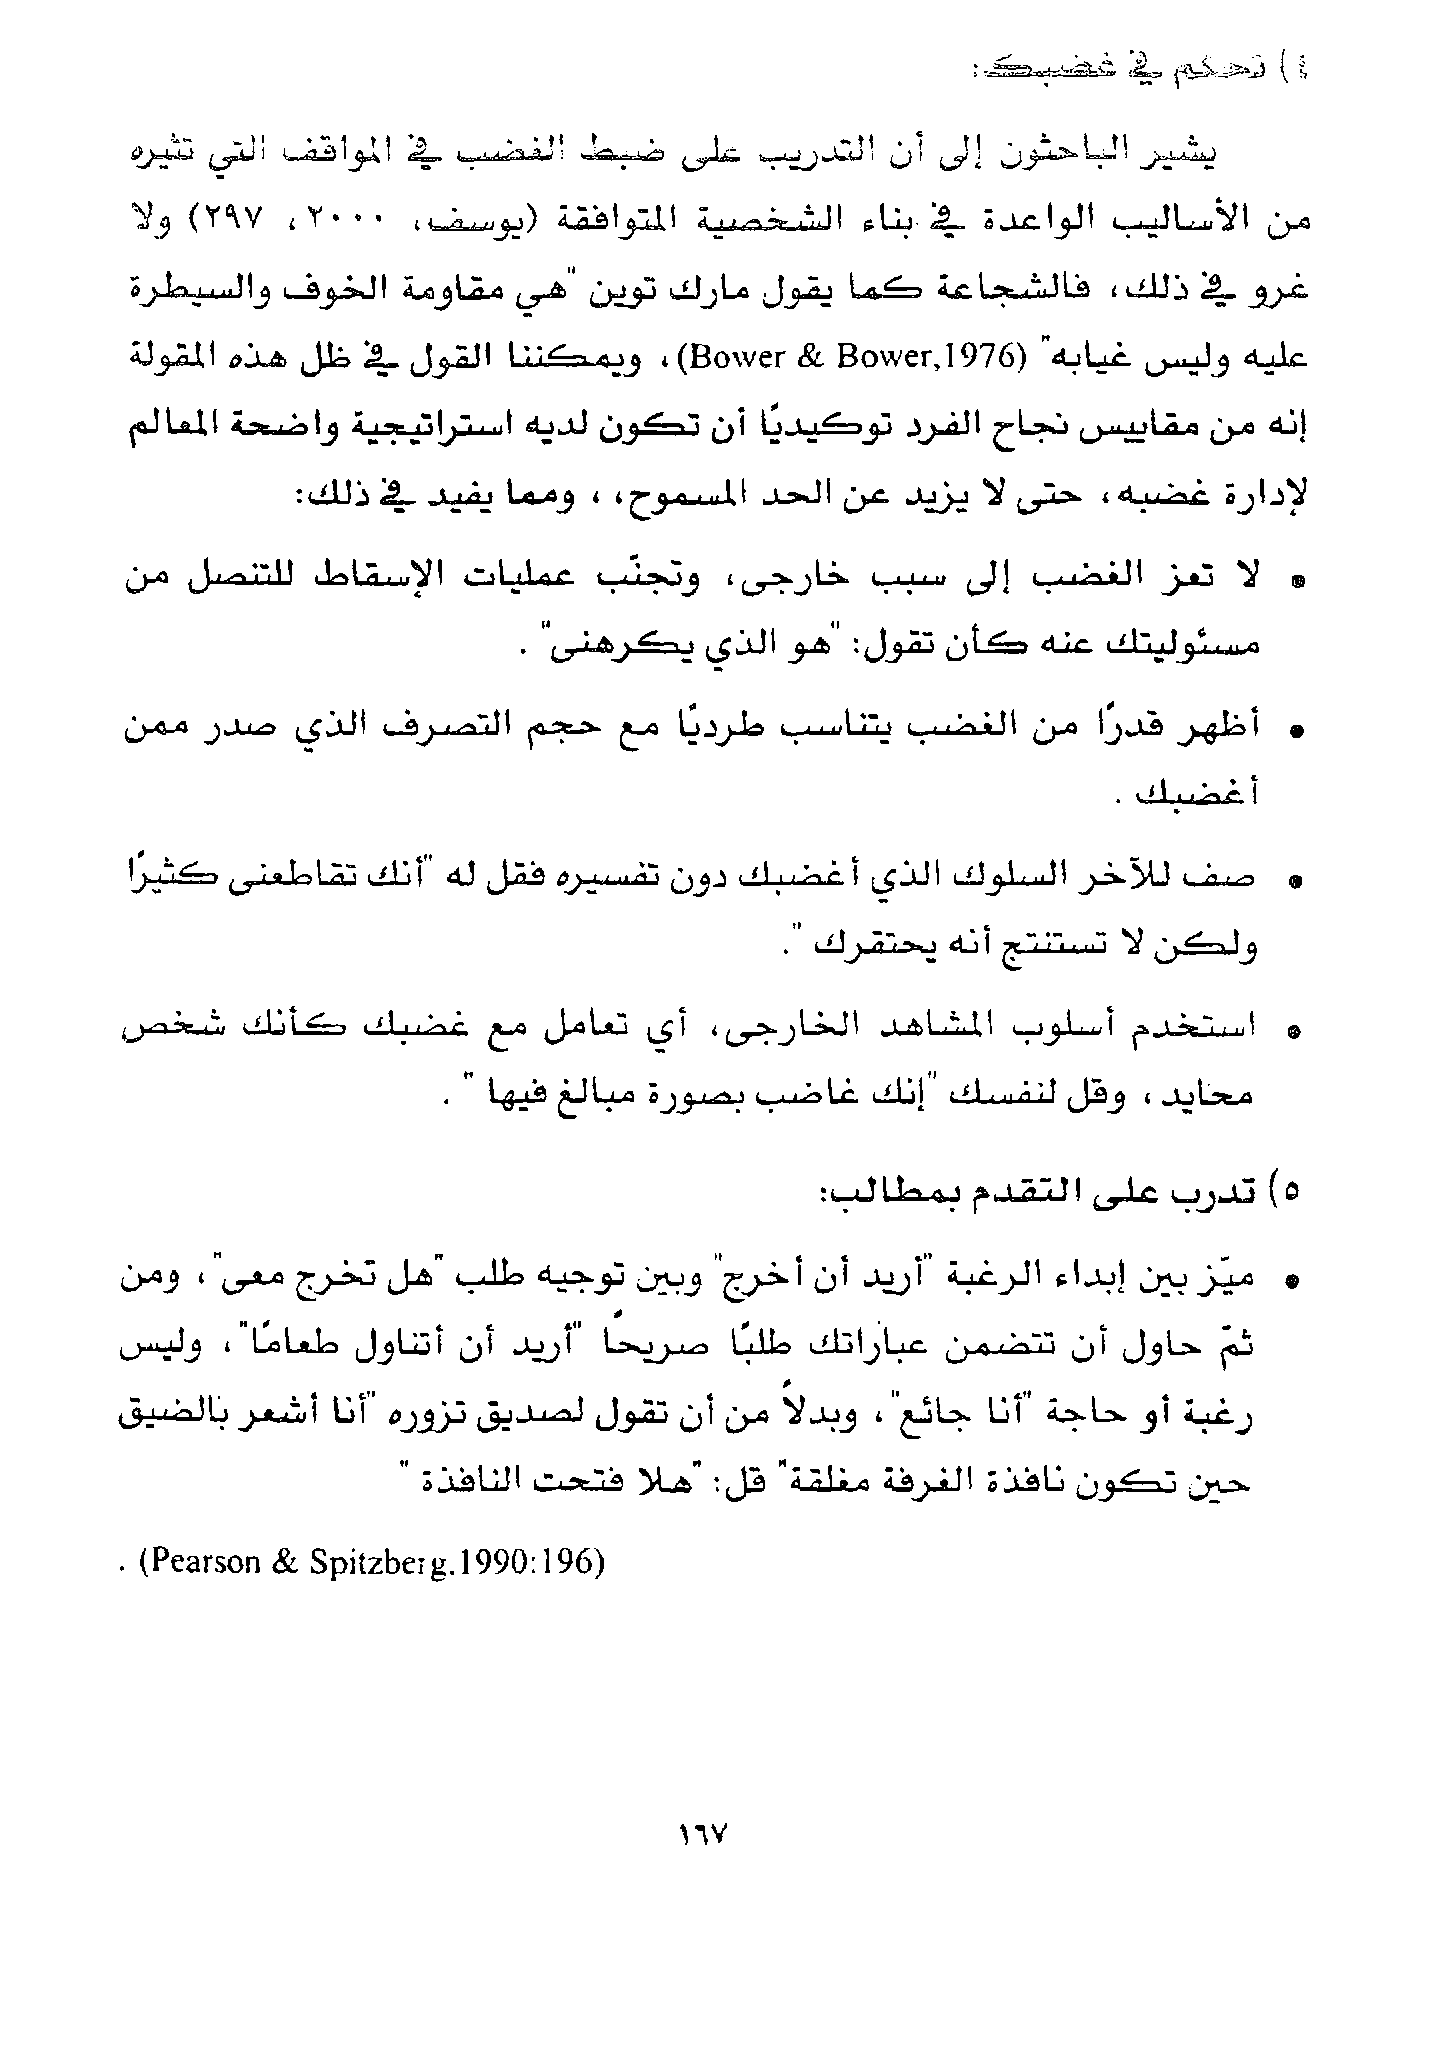 ٤) تحكم في غضبك:
يشير الباحثون إلى أن التدريب على ضبط الغضب في المواقف التي تثيره
من الأساليب الواعدة في بناء الشخصية المتوافقة (يوسف، ٢٠٠٠، ٢٩٧) ولا
غرو في ذلك، فالشجاعة كما يقول مارك توين "هي مقاومة الخوف والسيطرة
عليه وليس غيابه" (Bower & Bower,1976)، ويمكننا القول في ظل هذه المقولة
إنه من مقاييس نجاح الفرد توكيديًا أن تكون لديه استراتيجية واضحة المعالم
لإدارة غضبه، حتى لا يزيد عن الحد المسموح، ، ومما يفيد في ذلك:
• لا تعز الغضب إلى سبب خارجى، وتجنّب عمليات الإسقاط للتنصل من
مسئوليتك عنه كأن تقول: "هو الذي يكرهنى" .
• أظهر قدرًا من الغضب يتناسب طرديًا مع حجم التصرف الذي صدر ممن
أغضبك .
• صف للآخر السلوك الذي أغضبك دون تفسيره فقل له "أنك تقاطعنى كثيرًا
ولكن لا تستنتج أنه يحتقرك ".
• استخدم أسلوب المشاهد الخارجى، أي تعامل مع غضبك كأنك شخص
محايد ، وقل لنفسك "إنك غاضب بصورة مبالغ فيها " .
٥) تدرب على التقدم بمطالب:
• ميّز بين إبداء الرغبة "أريد أن أخرج" وبين توجيه طلب "هل تخرج معى"، ومن
ثمّ حاول أن تتضمن عباراتك طلبًا صريحًا "أريد أن أتناول طعامًا"، وليس
رغبة أو حاجة "أنا جائع"، وبدلاً من أن تقول لصديق تزوره "أنا أشعر بالضيق
حين تكون نافذة الغرفة مغلقة" قل: "هلا فتحت النافذة "
(Pearson & Spitzberg.1990:196) .
١٦٧